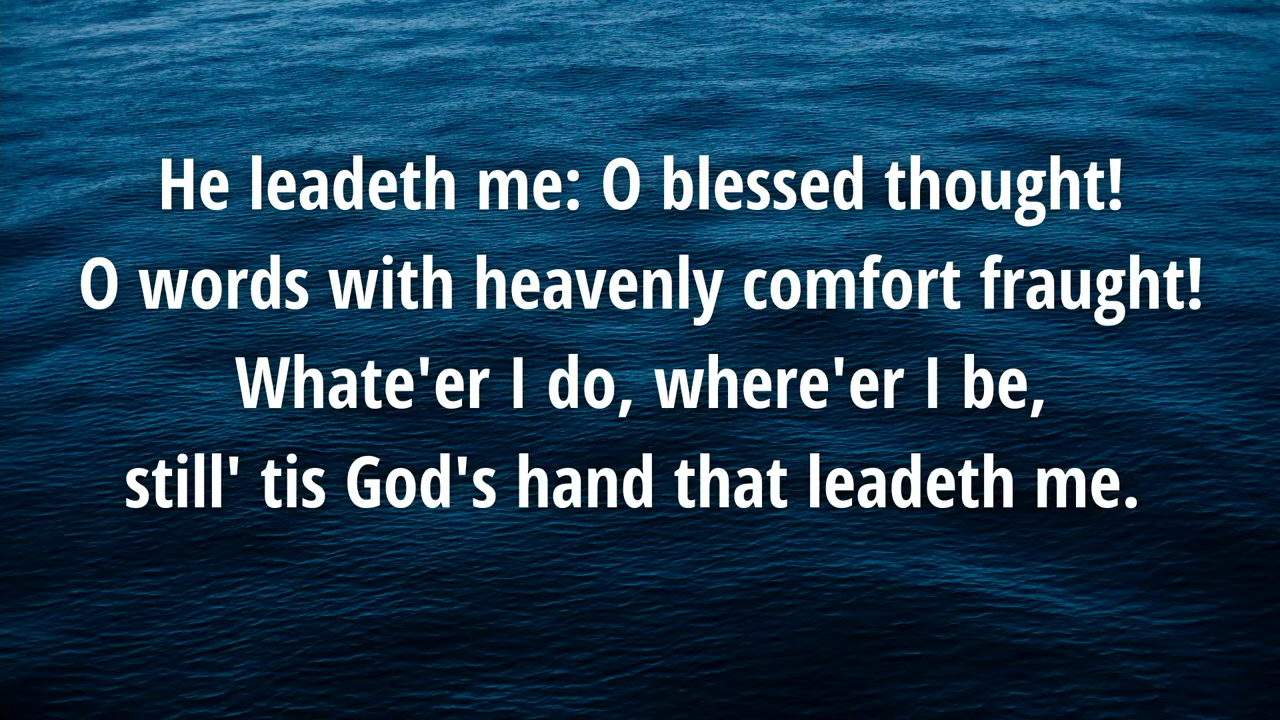 He leadeth me: O blessed thought!
O words with heavenly comfort fraught!
Whate'er I do, where'er I be,
still' tis God's hand that leadeth me.